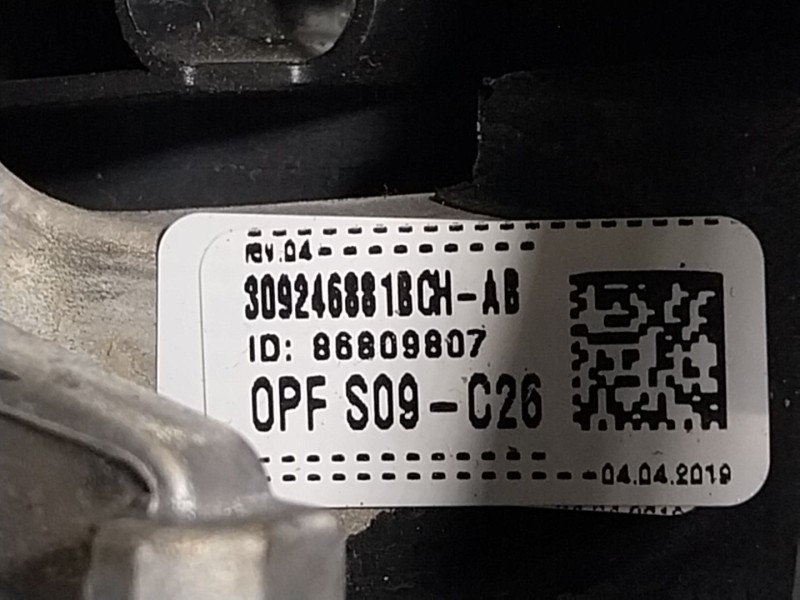 rev.04
309246881BCH-AB
ID: 86809807
OPF S09-C26
04.04.2019